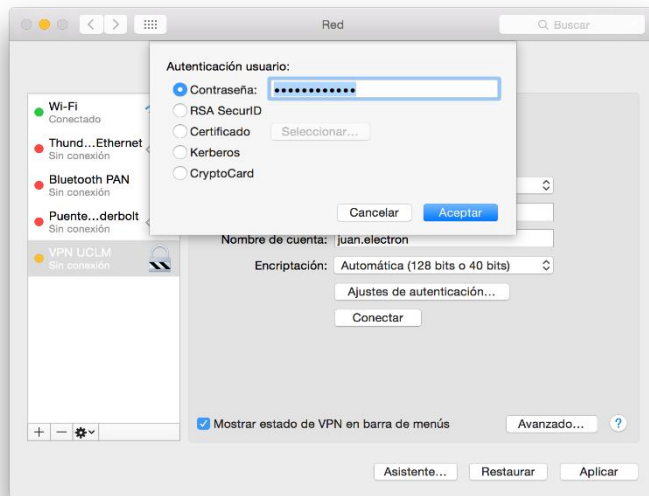 Red
Buscar
Autenticación usuario:
Contraseña: ••••••••••••
RSA SecurID
Certificado Seleccionar...
Kerberos
CryptoCard
Cancelar Aceptar
Wi-Fi
Conectado
Thund...Ethernet
Sin conexión
Bluetooth PAN
Sin conexión
Puente...derbolt
Sin conexión
VPN UCLM
Sin conexión
Nombre de cuenta: juan.electron
Encriptación: Automática (128 bits o 40 bits)
Ajustes de autenticación...
Conectar
Mostrar estado de VPN en barra de menús
Avanzado... ?
+ −
Asistente... Restaurar Aplicar